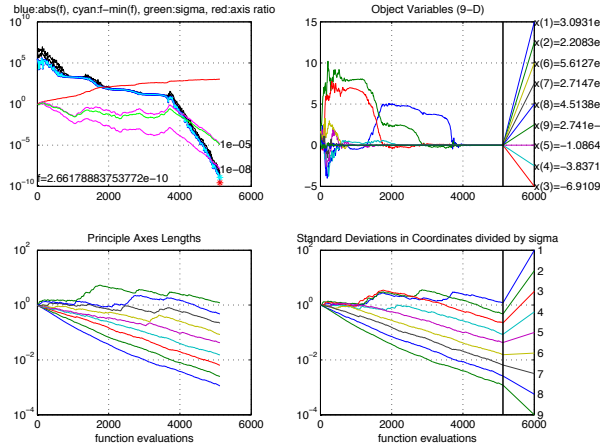 blue:abs(f), cyan:f−min(f), green:sigma, red:axis ratio
10^10
10^5
10^0
10^−5
10^−10
0
2000
4000
6000
1e−05
1e−08
f=2.66178883753772e−10
Object Variables (9−D)
15
10
5
0
−5
0
2000
4000
6000
x(1)=3.0931e
x(2)=2.2083e
x(6)=5.6127e
x(7)=2.7147e
x(8)=4.5138e
x(9)=2.741e−
x(5)=−1.0864
x(4)=−3.8371
x(3)=−6.9109
Principle Axes Lengths
10^2
10^0
10^−2
10^−4
0
2000
4000
6000
function evaluations
Standard Deviations in Coordinates divided by sigma
10^2
10^0
10^−2
10^−4
0
2000
4000
6000
1
2
3
4
5
6
7
8
9
function evaluations